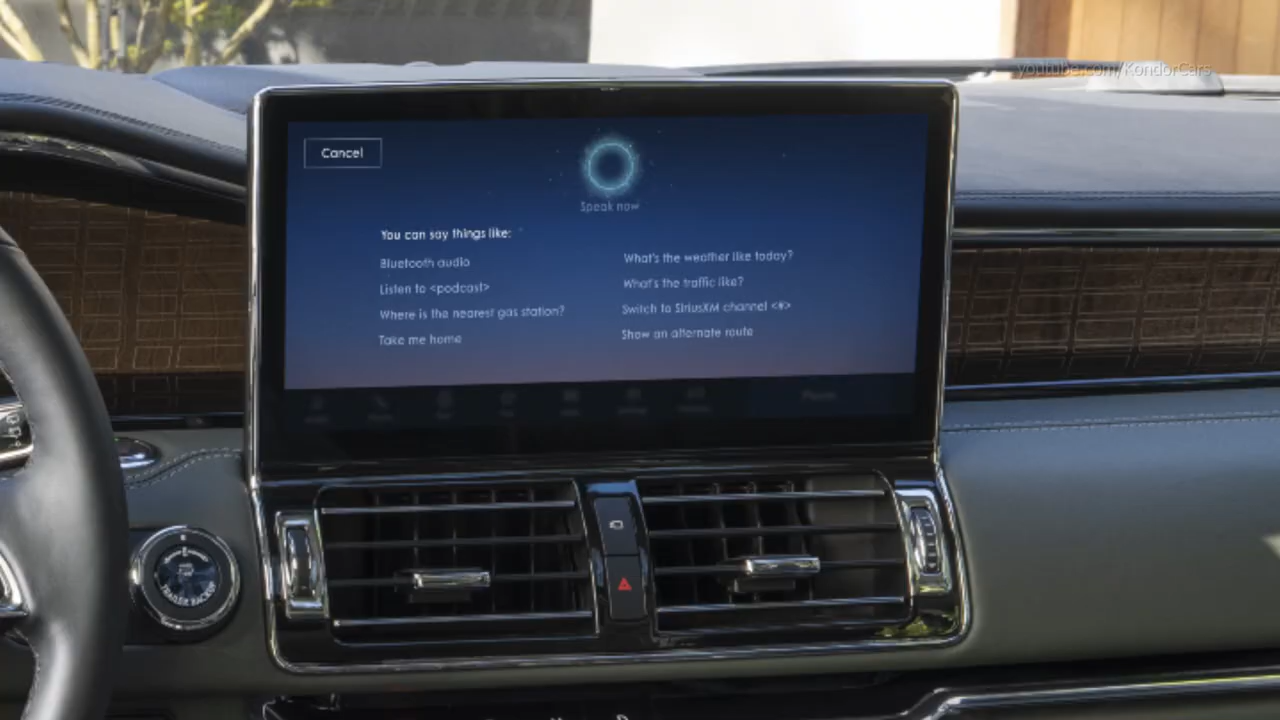 youtube.com/KondorCars
Cancel
Speak now
You can say things like:
Bluetooth audio
Listen to <podcast>
Where is the nearest gas station?
Take me home
What's the weather like today?
What's the traffic like?
Switch to SiriusXM channel <#>
Show an alternate route
TRAILER BACKUP